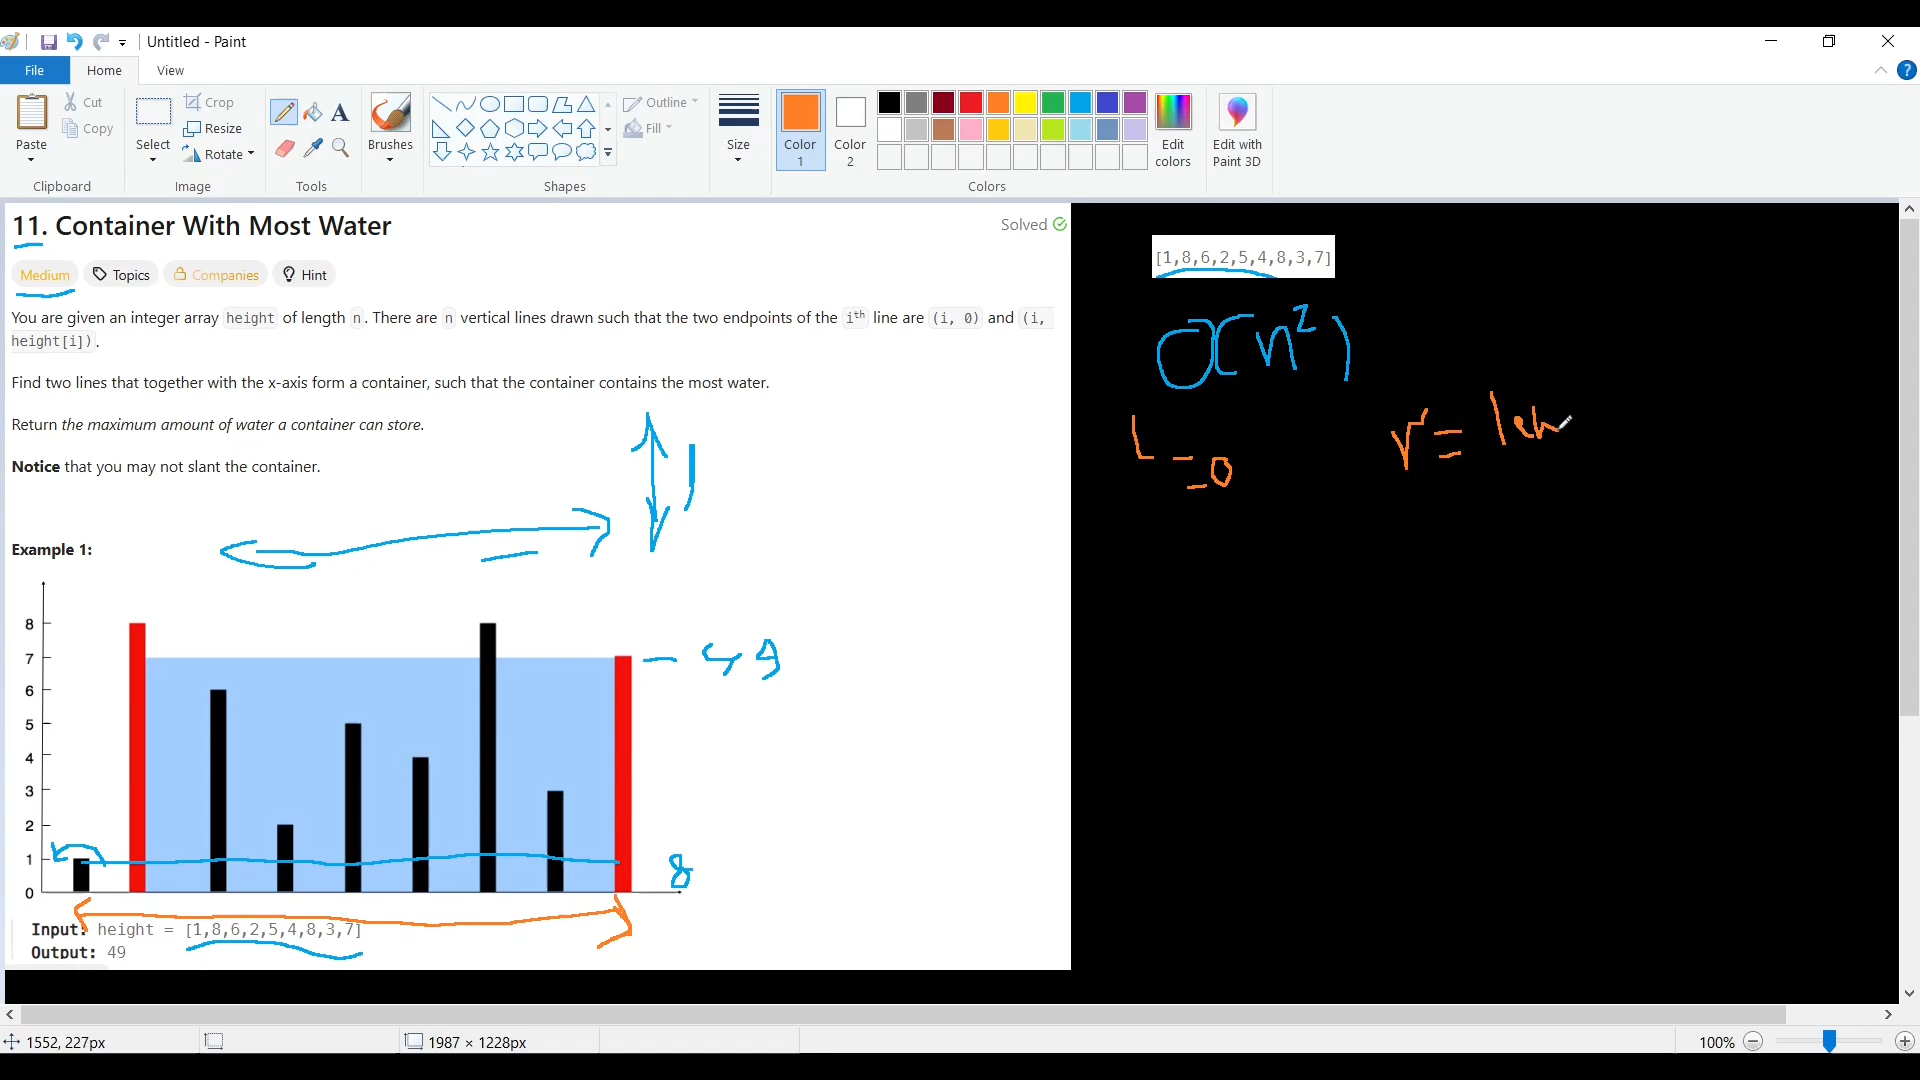 Untitled - Paint
File Home View
Paste
Cut
Copy
Clipboard
Select
Crop
Resize
Rotate
Image
A
Tools
Brushes
Shapes
Outline
Fill
Size
Color 1
Color 2
Edit colors
Colors
Edit with Paint 3D
?
11. Container With Most Water
Solved
Medium Topics Companies Hint
You are given an integer array height of length n. There are n vertical lines drawn such that the two endpoints of the ith line are (i, 0) and (i,
height[i]).
Find two lines that together with the x-axis form a container, such that the container contains the most water.
Return the maximum amount of water a container can store.
Notice that you may not slant the container.
Example 1:
8
7
6
5
4
3
2
1
0
49
8
Input: height = [1,8,6,2,5,4,8,3,7]
Output: 49
[1,8,6,2,5,4,8,3,7]
O(n²)
L = 0
r = len
1552, 227px
1987 × 1228px
100%